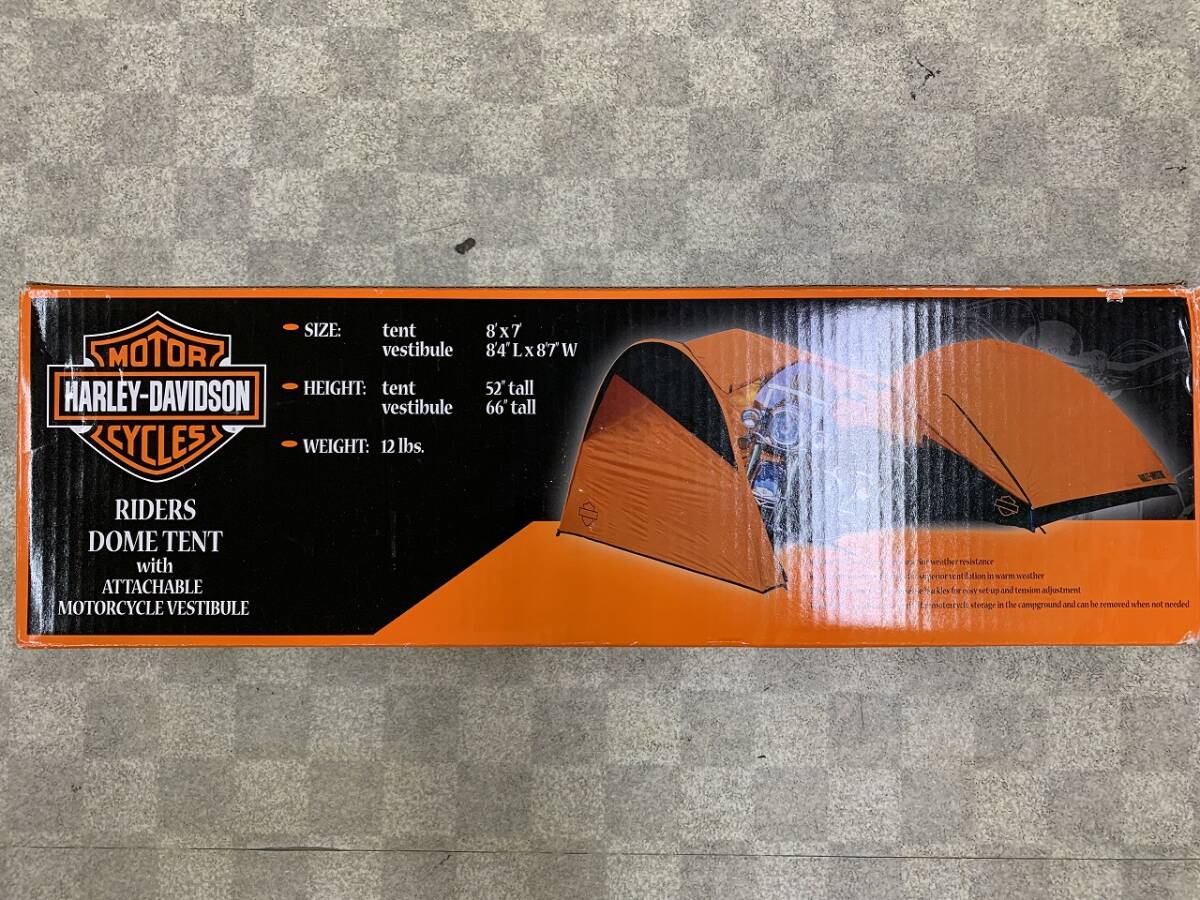 MOTOR
HARLEY-DAVIDSON
CYCLES
RIDERS
DOME TENT
with
ATTACHABLE
MOTORCYCLE VESTIBULE
SIZE: tent 8' x 7'
vestibule 8'4" L x 8'7" W
HEIGHT: tent 52" tall
vestibule 66" tall
WEIGHT: 12 lbs.
for weather resistance
superior ventilation in warm weather
buckles for easy set-up and tension adjustment
motorcycle storage in the campground and can be removed when not needed